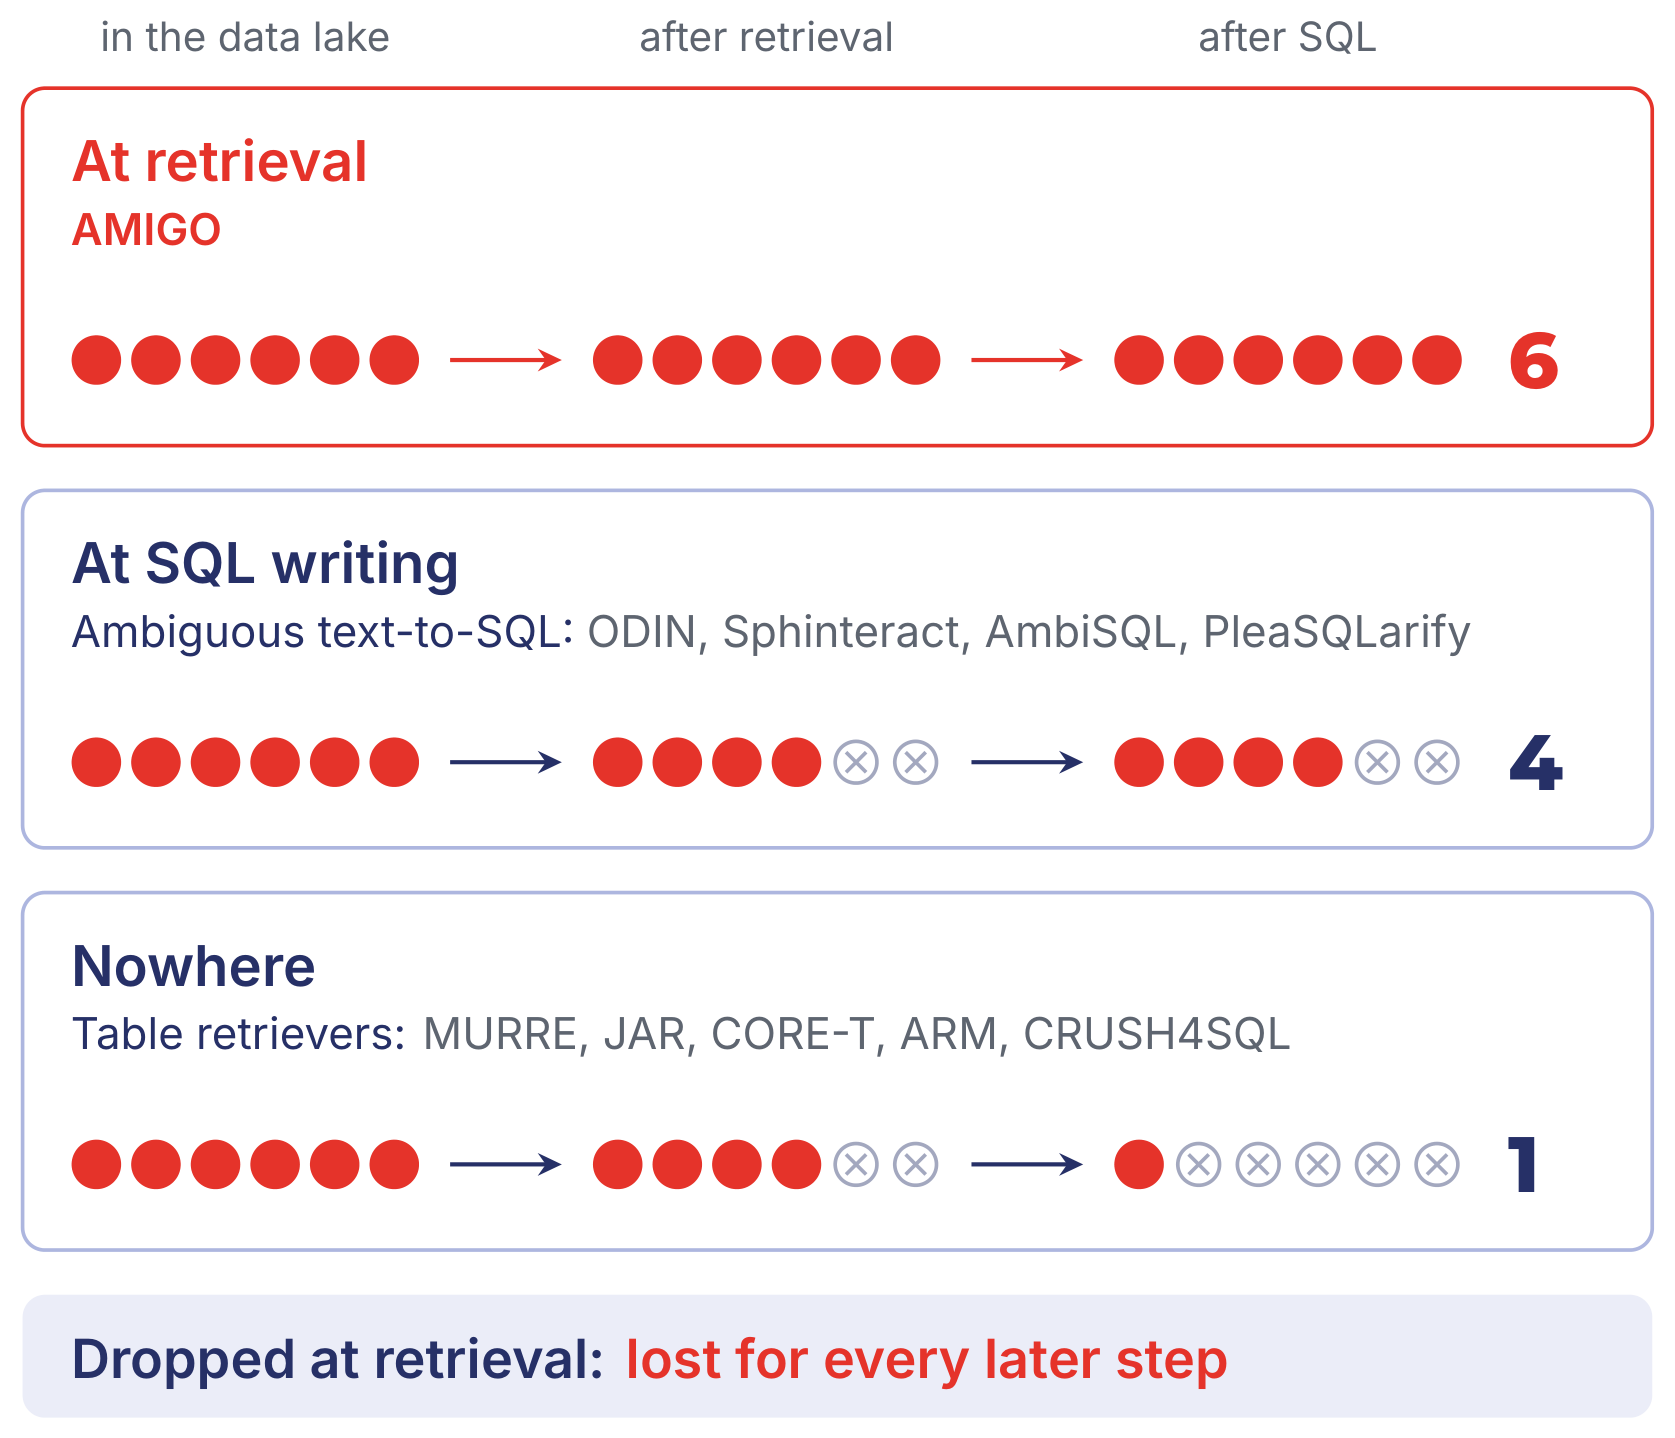 in the data lake
after retrieval
after SQL
At retrieval
AMIGO
6
At SQL writing
Ambiguous text-to-SQL: ODIN, Sphinteract, AmbiSQL, PleaSQLarify
4
Nowhere
Table retrievers: MURRE, JAR, CORE-T, ARM, CRUSH4SQL
1
Dropped at retrieval: lost for every later step